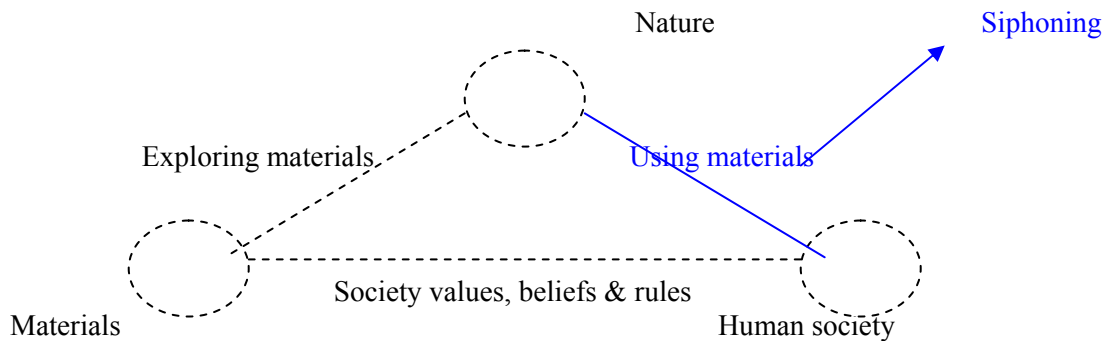 Nature
Siphoning
Exploring materials
Using materials
Society values, beliefs & rules
Materials
Human society